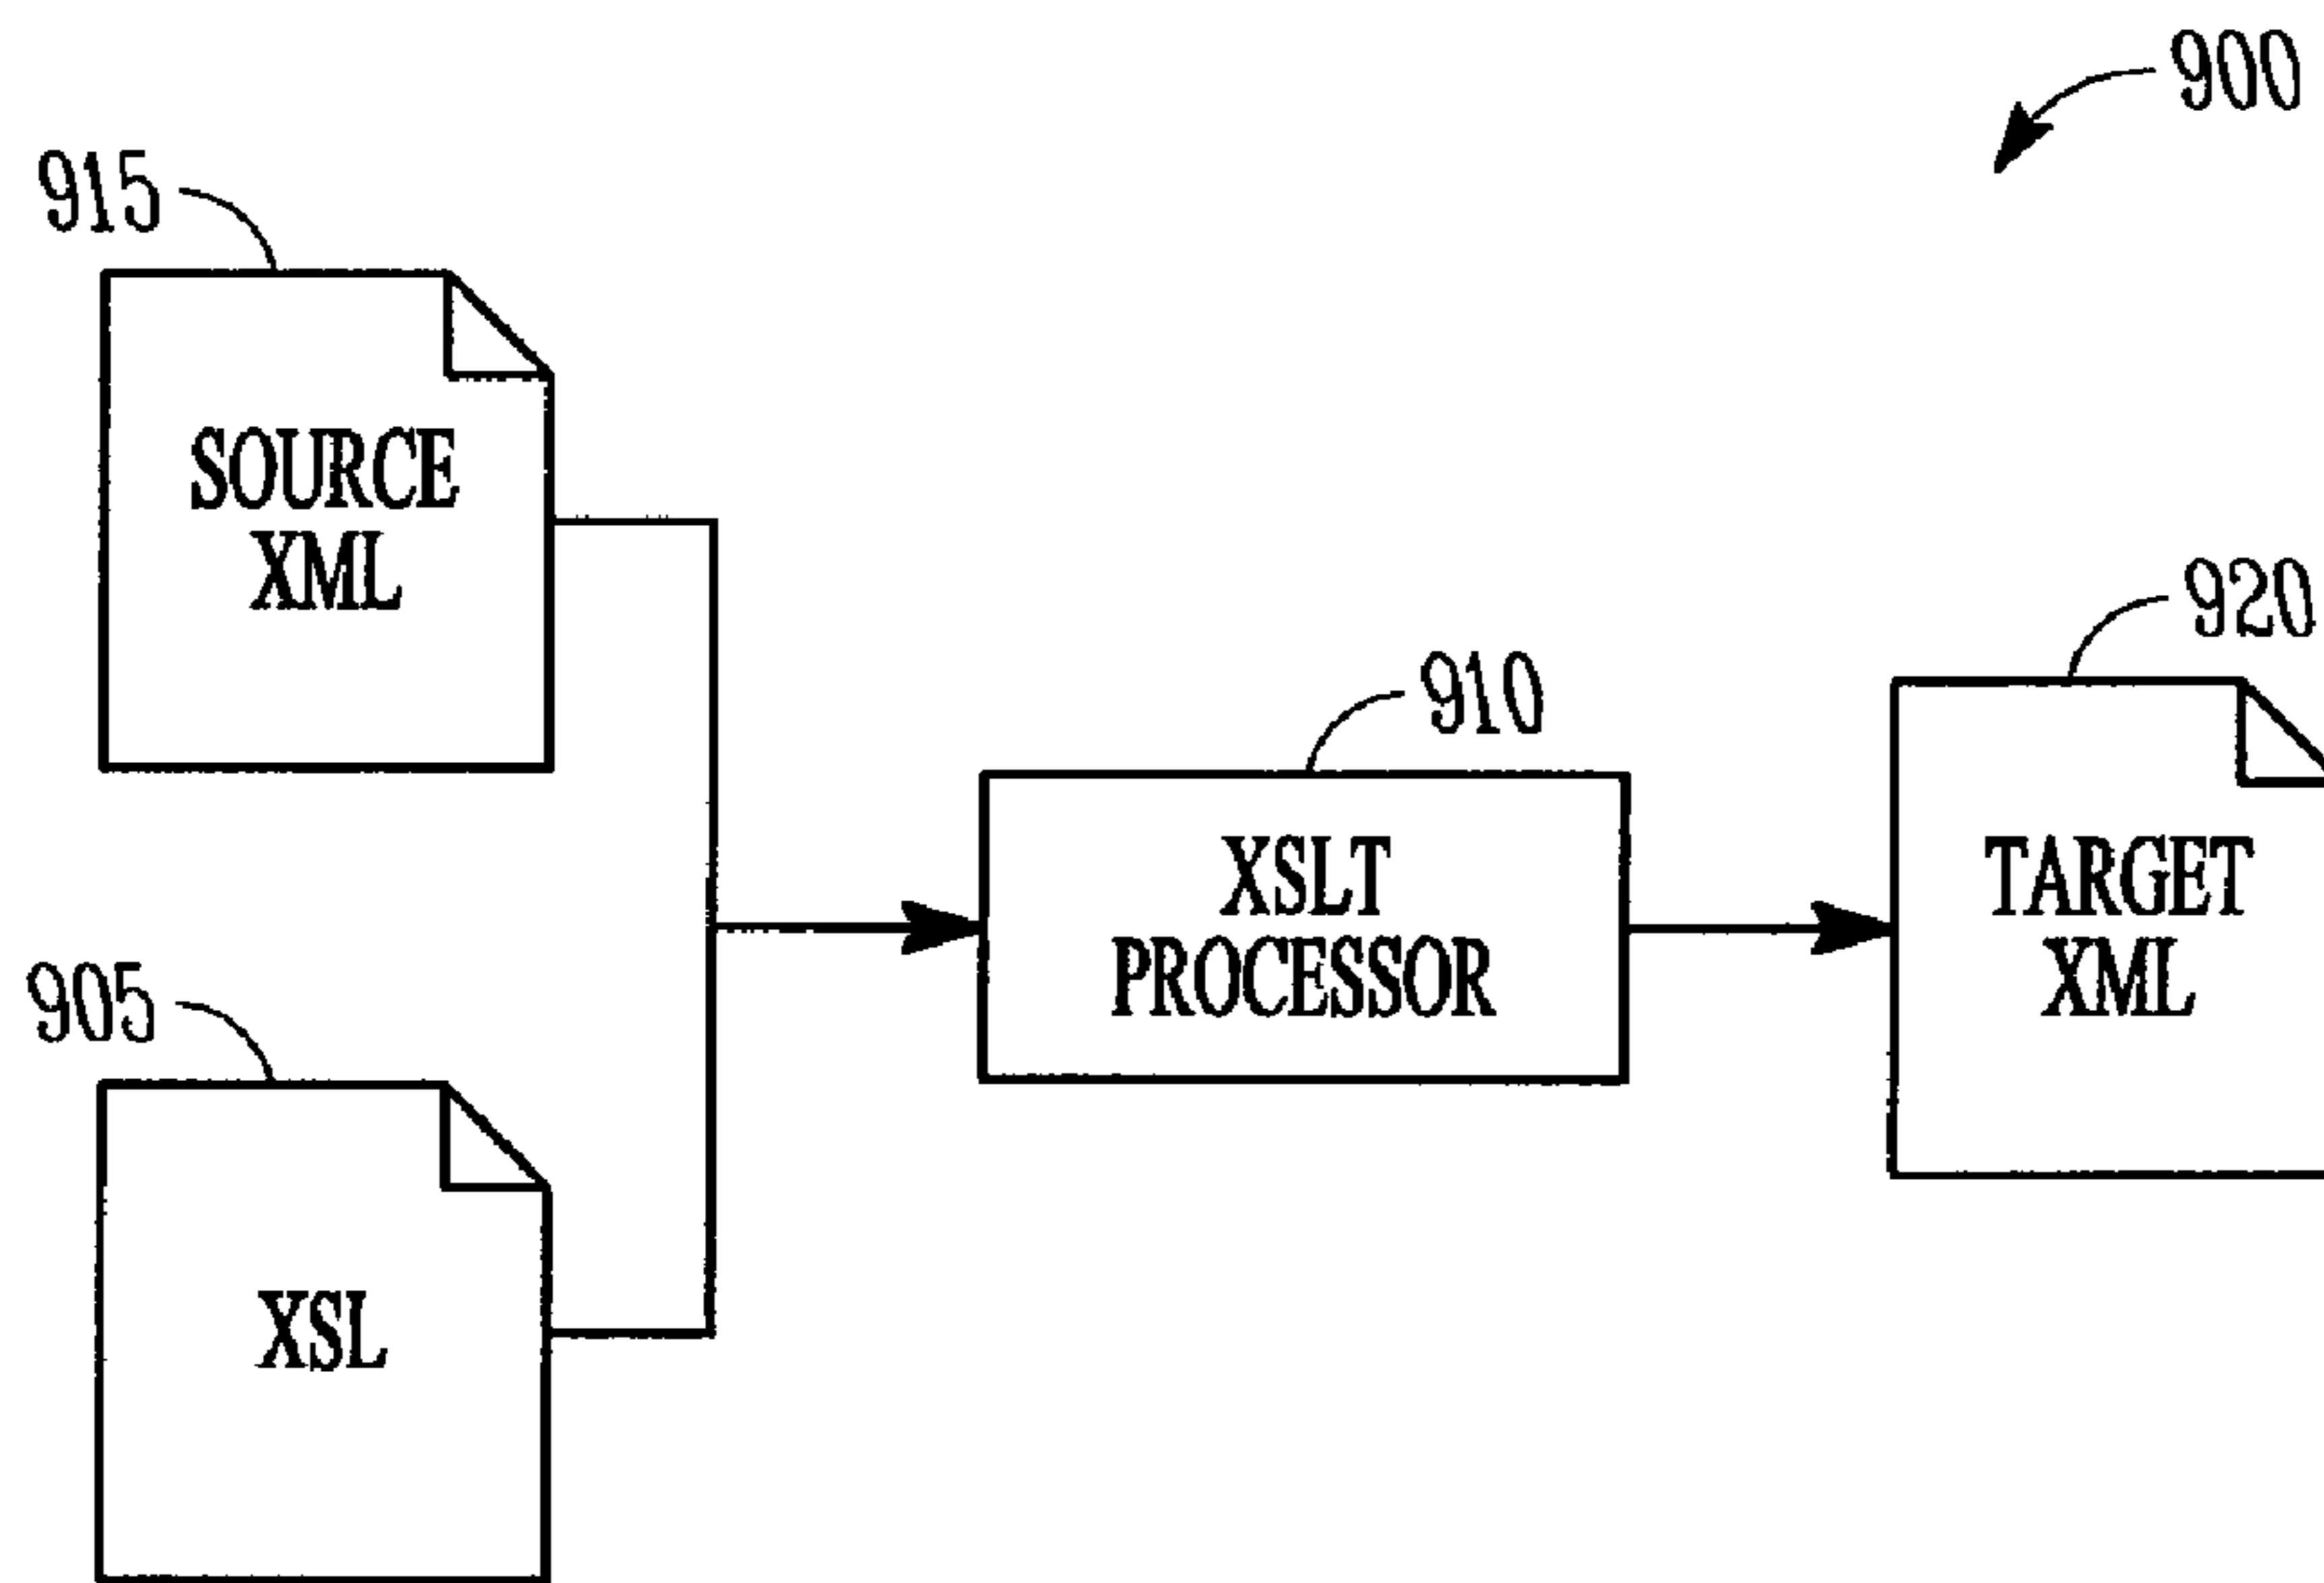 900
915
SOURCE
XML
920
910
XSLT
PROCESSOR
TARGET
XML
905
XSL